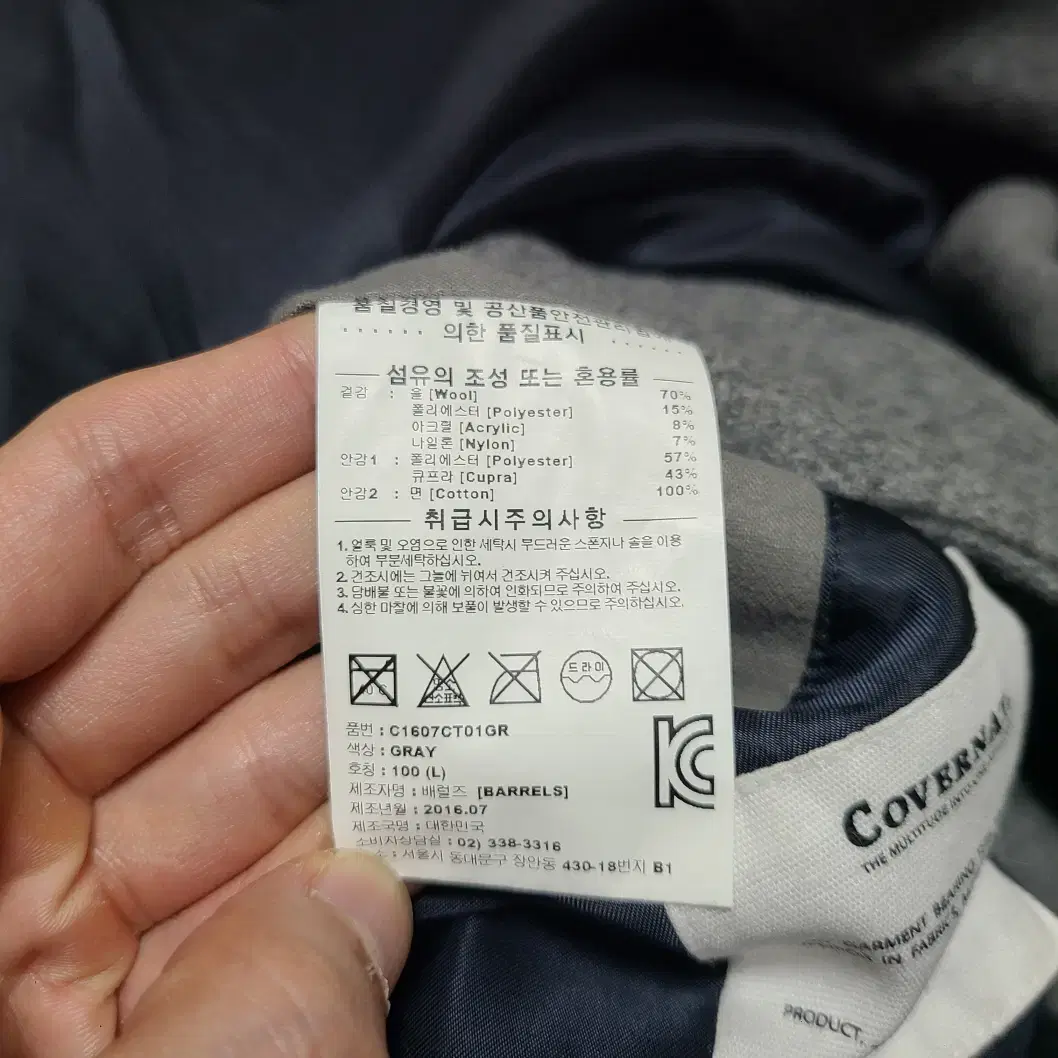 품질경영 및 공산품안전관리법에
의한 품질표시
섬유의 조성 또는 혼용률
겉감 : 울 [Wool] 70%
폴리에스터 [Polyester] 15%
아크릴 [Acrylic] 8%
나일론 [Nylon] 7%
안감1 : 폴리에스터 [Polyester] 57%
큐프라 [Cupra] 43%
안감2 : 면 [Cotton] 100%
취급시주의사항
1. 얼룩 및 오염으로 인한 세탁시 부드러운 스폰지나 솔을 이용
하여 부분세탁하십시오.
2. 건조시에는 그늘에 뉘여서 건조시켜 주십시오.
3. 담배불 또는 불꽃에 의하여 인화되므로 주의하여 주십시오.
4. 심한 마찰에 의해 보풀이 발생할 수 있으므로 주의하십시오.
드라이
품번 : C1607CT01GR
색상 : GRAY
호칭 : 100 (L)
제조자명 : 배럴즈 [BARRELS]
제조년월 : 2016.07
제조국명 : 대한민국
소비자상담실 : 02) 338-3316
소 : 서울시 동대문구 장안동 430-18번지 B1
COVERNA
THE MULTITUDE INTO
GARMENT BEARING
IN FABRICS
PRODUCT,